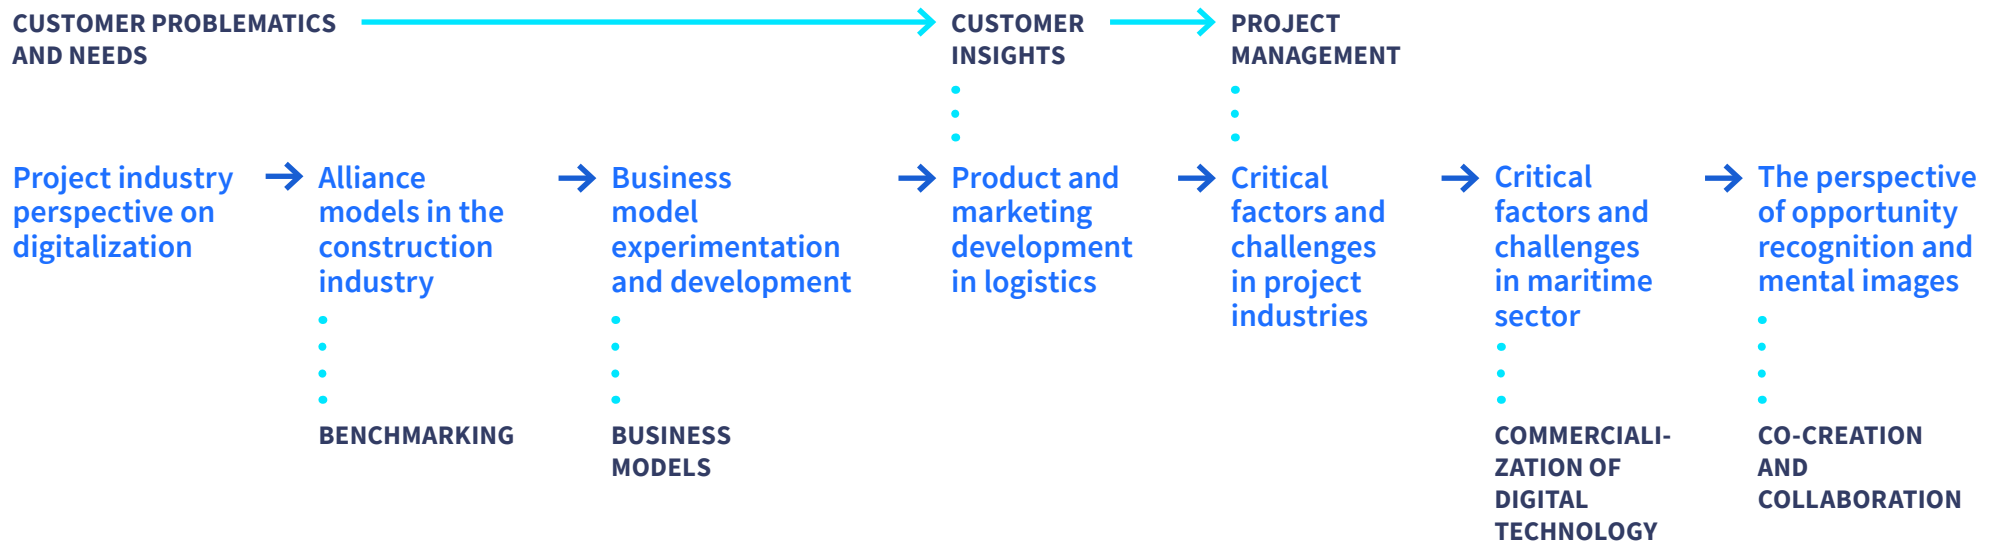 CUSTOMER PROBLEMATICS
AND NEEDS
CUSTOMER
INSIGHTS
PROJECT
MANAGEMENT
Project industry
perspective on
digitalization
Alliance
models in the
construction
industry
Business
model
experimentation
and development
Product and
marketing
development
in logistics
Critical
factors and
challenges
in project
industries
Critical
factors and
challenges
in maritime
sector
The perspective
of opportunity
recognition and
mental images
BENCHMARKING
BUSINESS
MODELS
COMMERCIALI-
ZATION OF
DIGITAL
TECHNOLOGY
CO-CREATION
AND
COLLABORATION